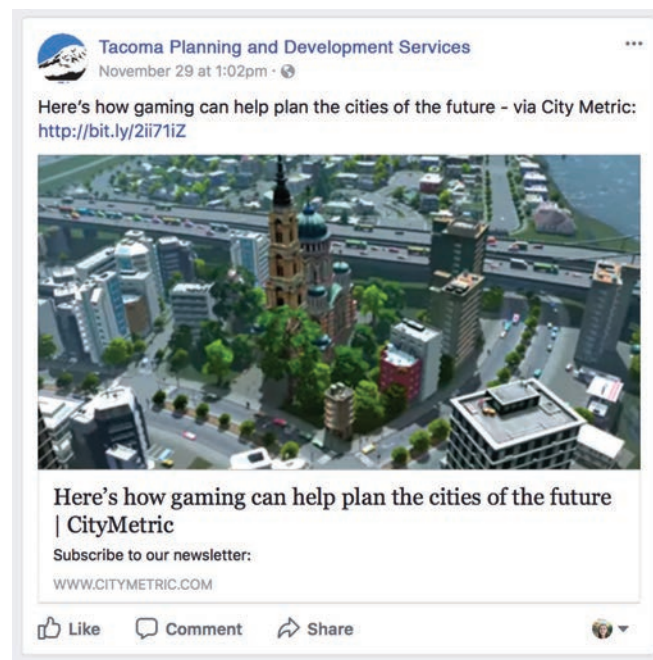 Tacoma Planning and Development Services
November 29 at 1:02pm ·
Here's how gaming can help plan the cities of the future - via City Metric:
http://bit.ly/2ii71iZ
Here's how gaming can help plan the cities of the future
| CityMetric
Subscribe to our newsletter:
WWW.CITYMETRIC.COM
Like Comment Share